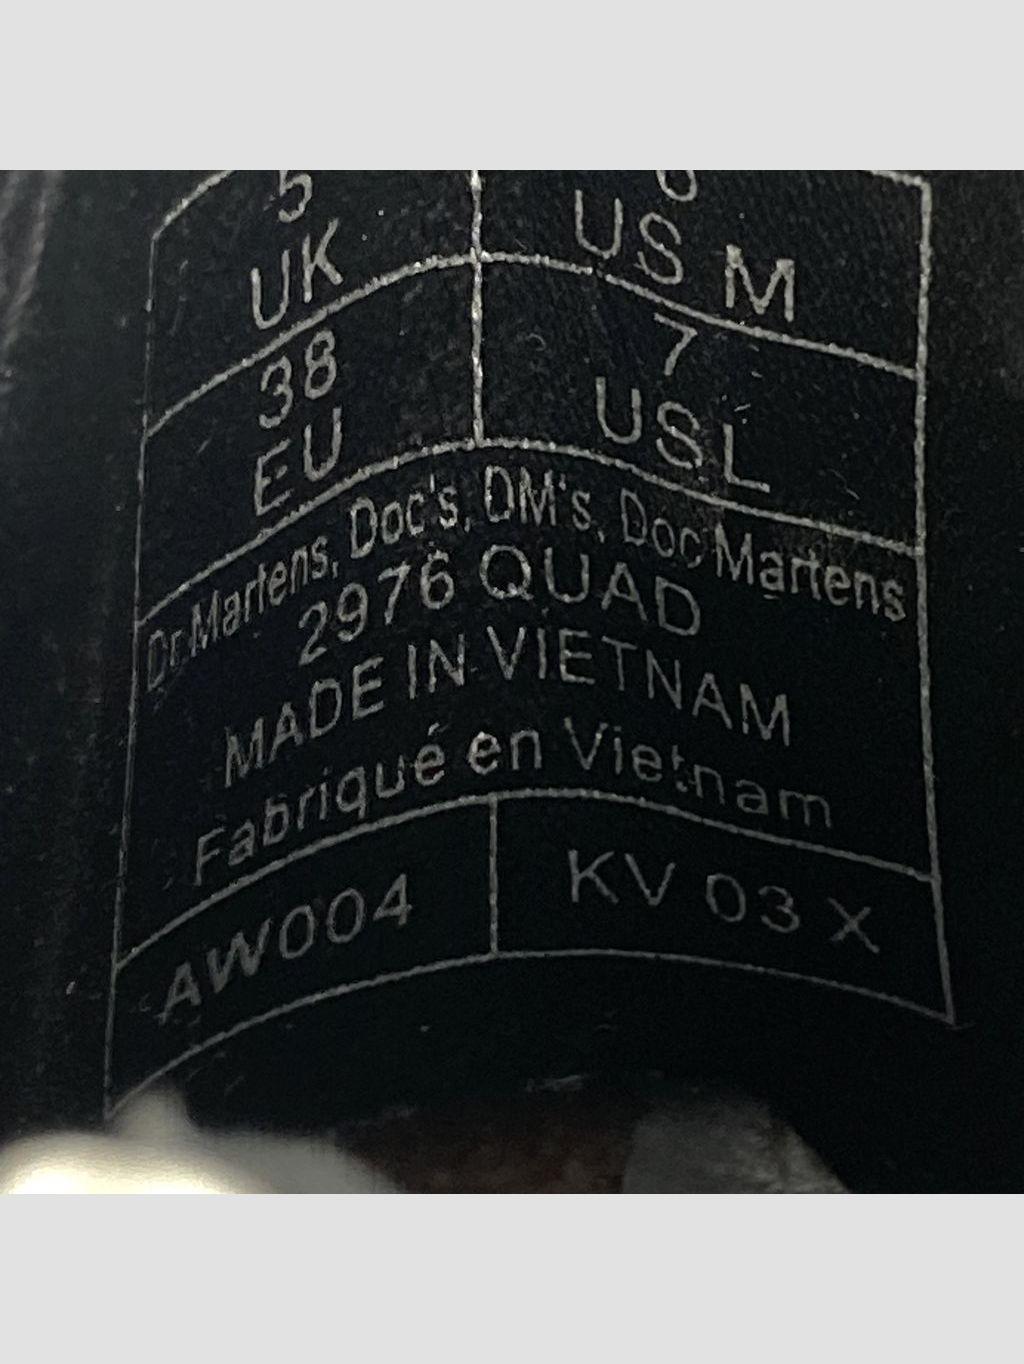 5 6
UK US M
38 7
EU US L
Dr.Martens, Doc's, DM's, Doc Martens
2976 QUAD
MADE IN VIETNAM
Fabriqué en Vietnam
AW004 KV 03 X